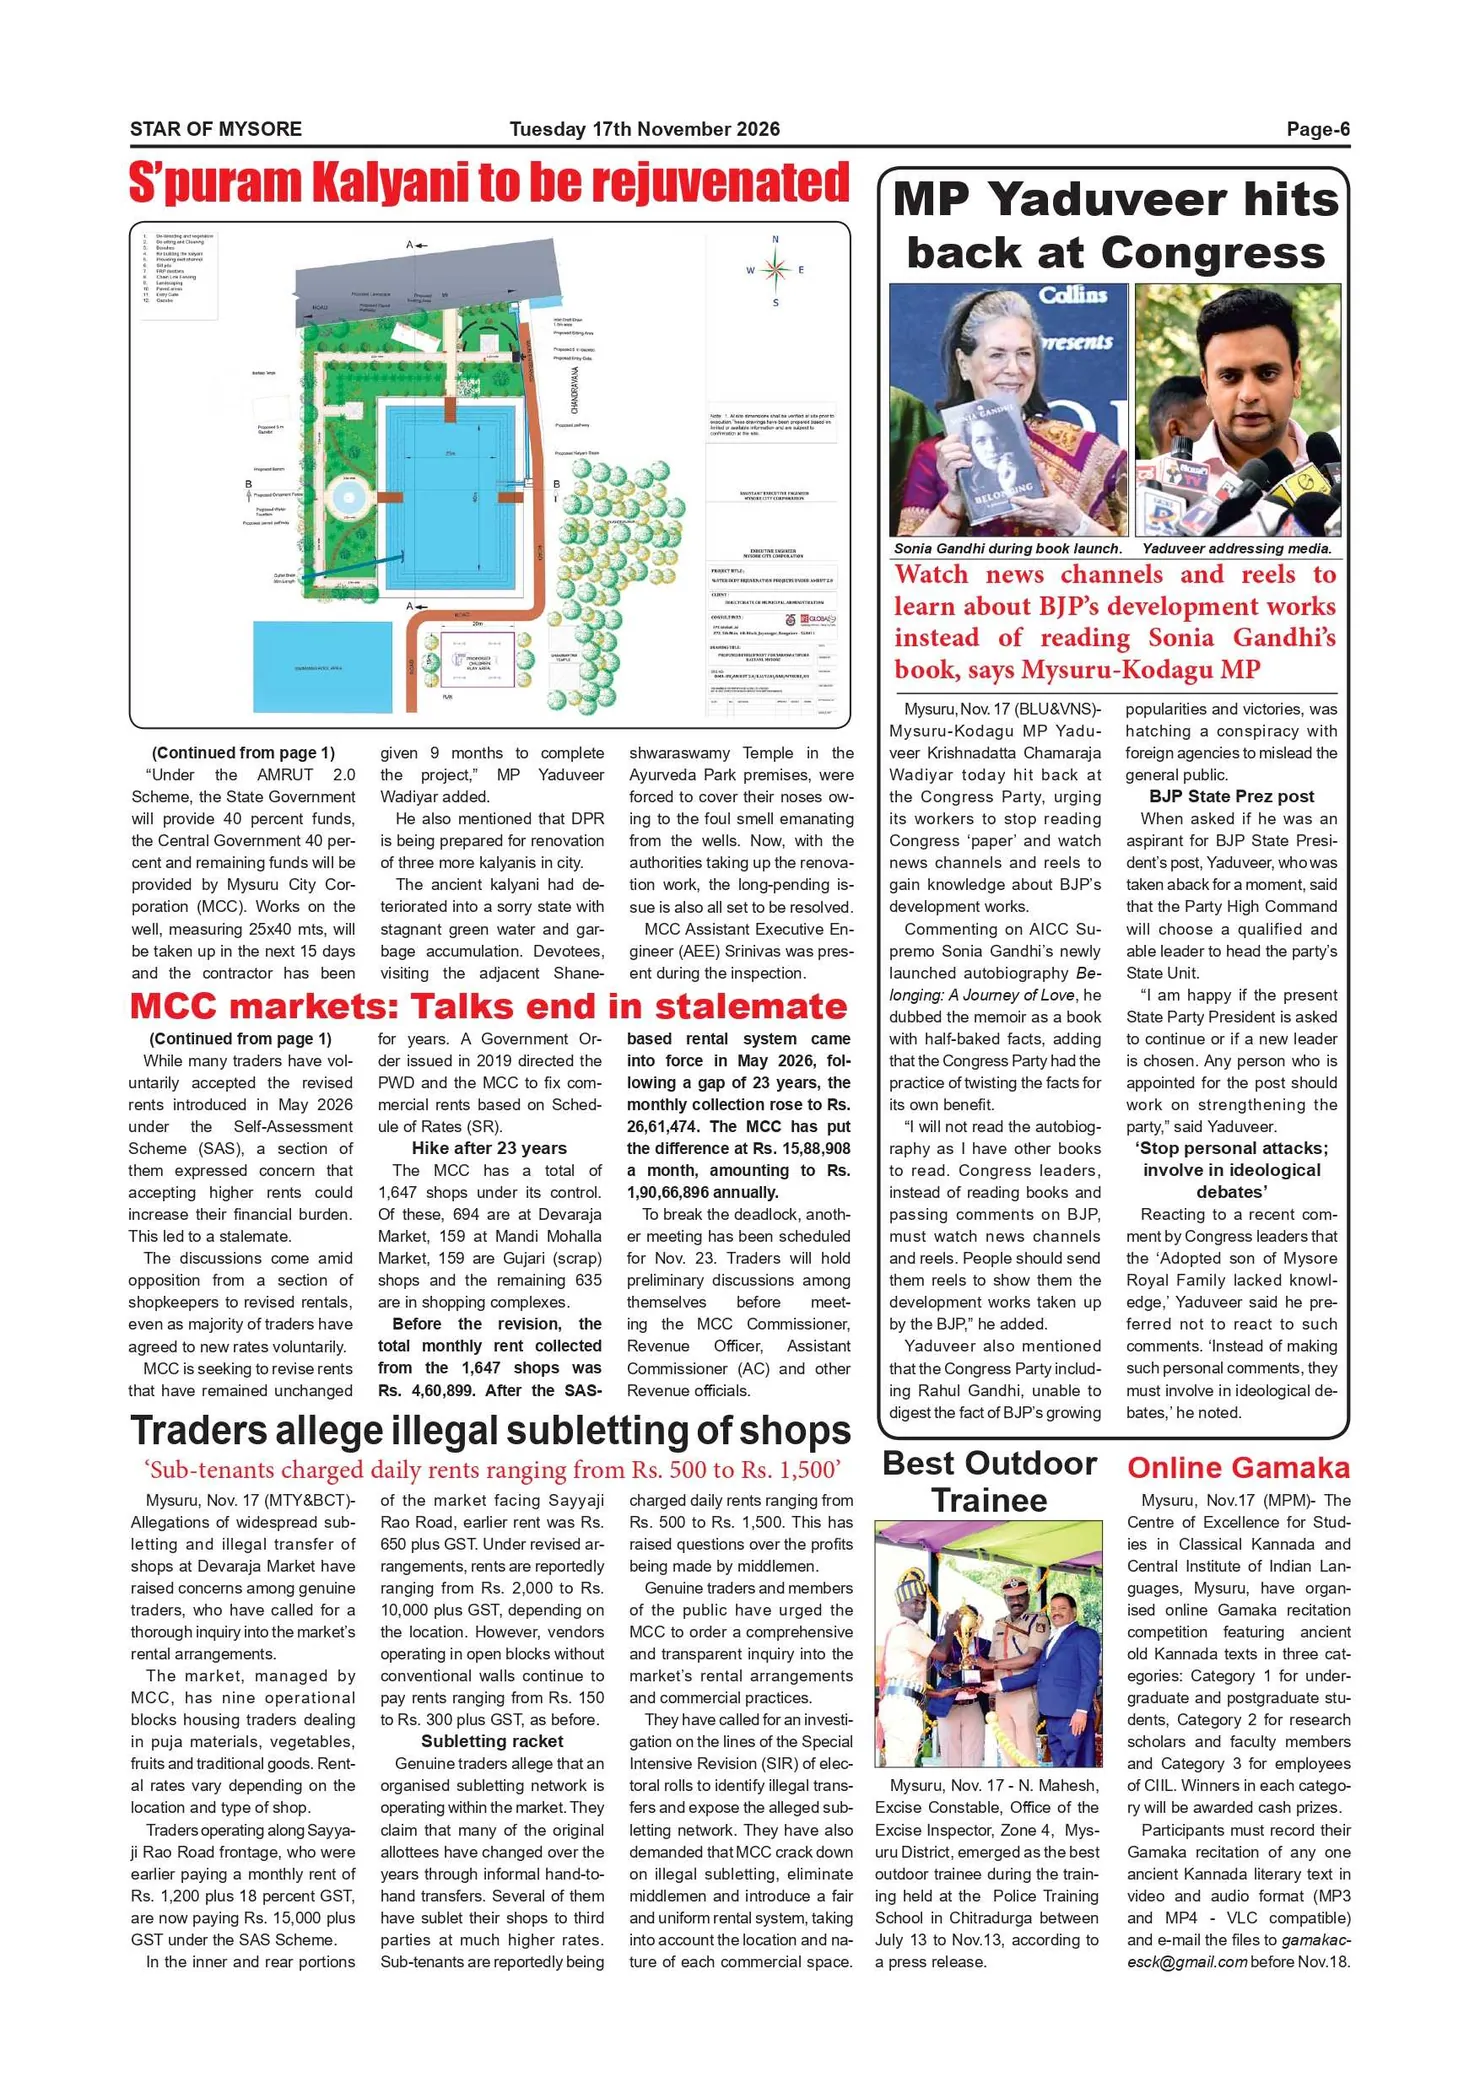 STAR OF MYSORE
Tuesday 17th November 2026
Page-6
S'puram Kalyani to be rejuvenated
A
N
W
E
S
ROAD
CHANDRAVANA
B
B
A
ROAD
ROAD
PARK
ASSISTANT EXECUTIVE ENGINEER
MYSORE CITY CORPORATION
EXECUTIVE ENGINEER
MYSORE CITY CORPORATION
PROJECT TITLE :
WATER BODY REJUVENATION PROJECTS UNDER AMRUT 2.0
CLIENT :
DIRECTORATE OF MUNICIPAL ADMINISTRATION
DRAWING TITLE:
(Continued from page 1)
“Under the AMRUT 2.0
Scheme, the State Government
will provide 40 percent funds,
the Central Government 40 per-
cent and remaining funds will be
provided by Mysuru City Cor-
poration (MCC). Works on the
well, measuring 25x40 mts, will
be taken up in the next 15 days
and the contractor has been
given 9 months to complete
the project,” MP Yaduveer
Wadiyar added.
He also mentioned that DPR
is being prepared for renovation
of three more kalyanis in city.
The ancient kalyani had de-
teriorated into a sorry state with
stagnant green water and gar-
bage accumulation. Devotees,
visiting the adjacent Shane-
shwaraswamy Temple in the
Ayurveda Park premises, were
forced to cover their noses ow-
ing to the foul smell emanating
from the wells. Now, with the
authorities taking up the renova-
tion work, the long-pending is-
sue is also all set to be resolved.
MCC Assistant Executive En-
gineer (AEE) Srinivas was pres-
ent during the inspection.
MCC markets: Talks end in stalemate
(Continued from page 1)
While many traders have vol-
untarily accepted the revised
rents introduced in May 2026
under the Self-Assessment
Scheme (SAS), a section of
them expressed concern that
accepting higher rents could
increase their financial burden.
This led to a stalemate.
The discussions come amid
opposition from a section of
shopkeepers to revised rentals,
even as majority of traders have
agreed to new rates voluntarily.
MCC is seeking to revise rents
that have remained unchanged
for years. A Government Or-
der issued in 2019 directed the
PWD and the MCC to fix com-
mercial rents based on Sched-
ule of Rates (SR).
Hike after 23 years
The MCC has a total of
1,647 shops under its control.
Of these, 694 are at Devaraja
Market, 159 at Mandi Mohalla
Market, 159 are Gujari (scrap)
shops and the remaining 635
are in shopping complexes.
Before the revision, the
total monthly rent collected
from the 1,647 shops was
Rs. 4,60,899. After the SAS-
based rental system came
into force in May 2026, fol-
lowing a gap of 23 years, the
monthly collection rose to Rs.
26,61,474. The MCC has put
the difference at Rs. 15,88,908
a month, amounting to Rs.
1,90,66,896 annually.
To break the deadlock, anoth-
er meeting has been scheduled
for Nov. 23. Traders will hold
preliminary discussions among
themselves before meet-
ing the MCC Commissioner,
Revenue Officer, Assistant
Commissioner (AC) and other
Revenue officials.
Traders allege illegal subletting of shops
‘Sub-tenants charged daily rents ranging from Rs. 500 to Rs. 1,500’
Mysuru, Nov. 17 (MTY&BCT)-
Allegations of widespread sub-
letting and illegal transfer of
shops at Devaraja Market have
raised concerns among genuine
traders, who have called for a
thorough inquiry into the market’s
rental arrangements.
The market, managed by
MCC, has nine operational
blocks housing traders dealing
in puja materials, vegetables,
fruits and traditional goods. Rent-
al rates vary depending on the
location and type of shop.
Traders operating along Sayya-
ji Rao Road frontage, who were
earlier paying a monthly rent of
Rs. 1,200 plus 18 percent GST,
are now paying Rs. 15,000 plus
GST under the SAS Scheme.
In the inner and rear portions
of the market facing Sayyaji
Rao Road, earlier rent was Rs.
650 plus GST. Under revised ar-
rangements, rents are reportedly
ranging from Rs. 2,000 to Rs.
10,000 plus GST, depending on
the location. However, vendors
operating in open blocks without
conventional walls continue to
pay rents ranging from Rs. 150
to Rs. 300 plus GST, as before.
Subletting racket
Genuine traders allege that an
organised subletting network is
operating within the market. They
claim that many of the original
allottees have changed over the
years through informal hand-to-
hand transfers. Several of them
have sublet their shops to third
parties at much higher rates.
Sub-tenants are reportedly being
charged daily rents ranging from
Rs. 500 to Rs. 1,500. This has
raised questions over the profits
being made by middlemen.
Genuine traders and members
of the public have urged the
MCC to order a comprehensive
and transparent inquiry into the
market’s rental arrangements
and commercial practices.
They have called for an investi-
gation on the lines of the Special
Intensive Revision (SIR) of elec-
toral rolls to identify illegal trans-
fers and expose the alleged sub-
letting network. They have also
demanded that MCC crack down
on illegal subletting, eliminate
middlemen and introduce a fair
and uniform rental system, taking
into account the location and na-
ture of each commercial space.
MP Yaduveer hits
back at Congress
Collins
presents
SONIA GANDHI
BELONGING
Sonia Gandhi during book launch.
Yaduveer addressing media.
Watch news channels and reels to
learn about BJP’s development works
instead of reading Sonia Gandhi’s
book, says Mysuru-Kodagu MP
Mysuru, Nov. 17 (BLU&VNS)-
Mysuru-Kodagu MP Yadu-
veer Krishnadatta Chamaraja
Wadiyar today hit back at
the Congress Party, urging
its workers to stop reading
Congress ‘paper’ and watch
news channels and reels to
gain knowledge about BJP’s
development works.
Commenting on AICC Su-
premo Sonia Gandhi’s newly
launched autobiography Be-
longing: A Journey of Love, he
dubbed the memoir as a book
with half-baked facts, adding
that the Congress Party had the
practice of twisting the facts for
its own benefit.
“I will not read the autobiog-
raphy as I have other books
to read. Congress leaders,
instead of reading books and
passing comments on BJP,
must watch news channels
and reels. People should send
them reels to show them the
development works taken up
by the BJP,” he added.
Yaduveer also mentioned
that the Congress Party includ-
ing Rahul Gandhi, unable to
digest the fact of BJP’s growing
popularities and victories, was
hatching a conspiracy with
foreign agencies to mislead the
general public.
BJP State Prez post
When asked if he was an
aspirant for BJP State Presi-
dent’s post, Yaduveer, who was
taken aback for a moment, said
that the Party High Command
will choose a qualified and
able leader to head the party’s
State Unit.
“I am happy if the present
State Party President is asked
to continue or if a new leader
is chosen. Any person who is
appointed for the post should
work on strengthening the
party,” said Yaduveer.
‘Stop personal attacks;
involve in ideological
debates’
Reacting to a recent com-
ment by Congress leaders that
the ‘Adopted son of Mysore
Royal Family lacked knowl-
edge,’ Yaduveer said he pre-
ferred not to react to such
comments. ‘Instead of making
such personal comments, they
must involve in ideological de-
bates,’ he noted.
Best Outdoor
Trainee
Mysuru, Nov. 17 - N. Mahesh,
Excise Constable, Office of the
Excise Inspector, Zone 4, Mys-
uru District, emerged as the best
outdoor trainee during the train-
ing held at the Police Training
School in Chitradurga between
July 13 to Nov.13, according to
a press release.
Online Gamaka
Mysuru, Nov.17 (MPM)- The
Centre of Excellence for Stud-
ies in Classical Kannada and
Central Institute of Indian Lan-
guages, Mysuru, have organ-
ised online Gamaka recitation
competition featuring ancient
old Kannada texts in three cat-
egories: Category 1 for under-
graduate and postgraduate stu-
dents, Category 2 for research
scholars and faculty members
and Category 3 for employees
of CIIL. Winners in each catego-
ry will be awarded cash prizes.
Participants must record their
Gamaka recitation of any one
ancient Kannada literary text in
video and audio format (MP3
and MP4 - VLC compatible)
and e-mail the files to gamakac-
esck@gmail.com before Nov.18.